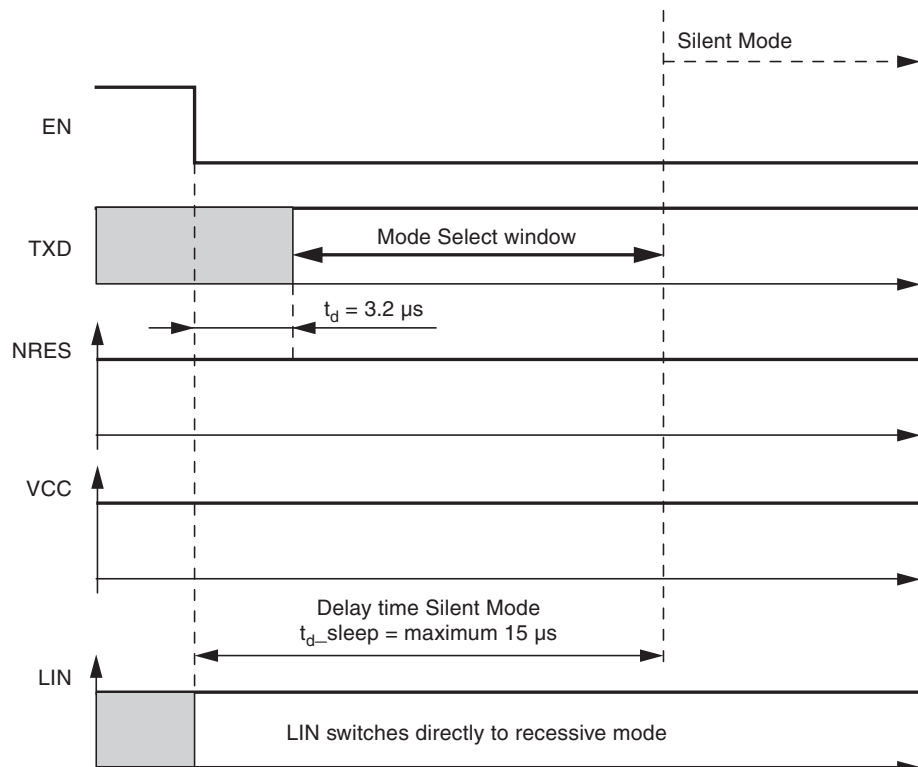 Silent Mode
EN
TXD
Mode Select window
t_d = 3.2 μs
NRES
VCC
Delay time Silent Mode
t_d_sleep = maximum 15 μs
LIN
LIN switches directly to recessive mode